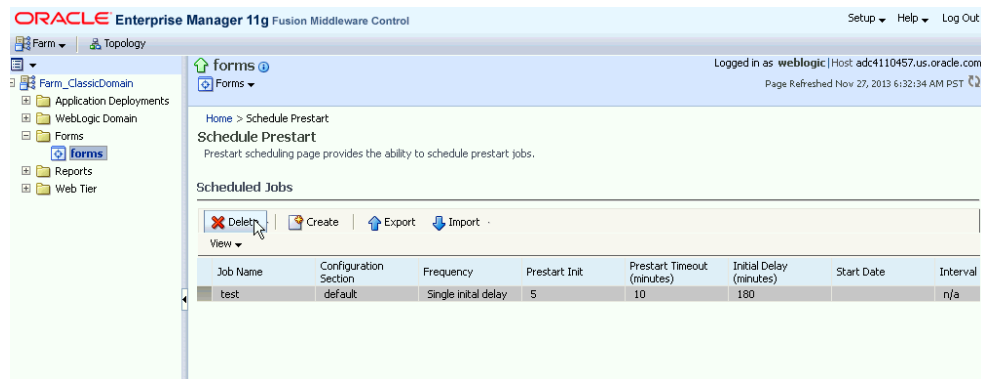 ORACLE Enterprise Manager 11g Fusion Middleware Control
Setup Help Log Out
Farm Topology
Farm_ClassicDomain
Application Deployments
WebLogic Domain
Forms
forms
Reports
Web Tier
forms
Logged in as weblogic|Host adc4110457.us.oracle.com
Forms
Page Refreshed Nov 27, 2013 6:32:34 AM PST
Home > Schedule Prestart
Schedule Prestart
Prestart scheduling page provides the ability to schedule prestart jobs.
Scheduled Jobs
Delete Create Export Import
View
Job Name Configuration Section Frequency Prestart Init Prestart Timeout (minutes) Initial Delay (minutes) Start Date Interval
test default Single inital delay 5 10 180 n/a